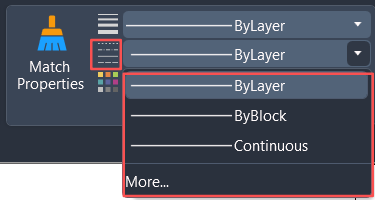 ByLayer
ByLayer
Match
Properties
ByLayer
ByBlock
Continuous
More...